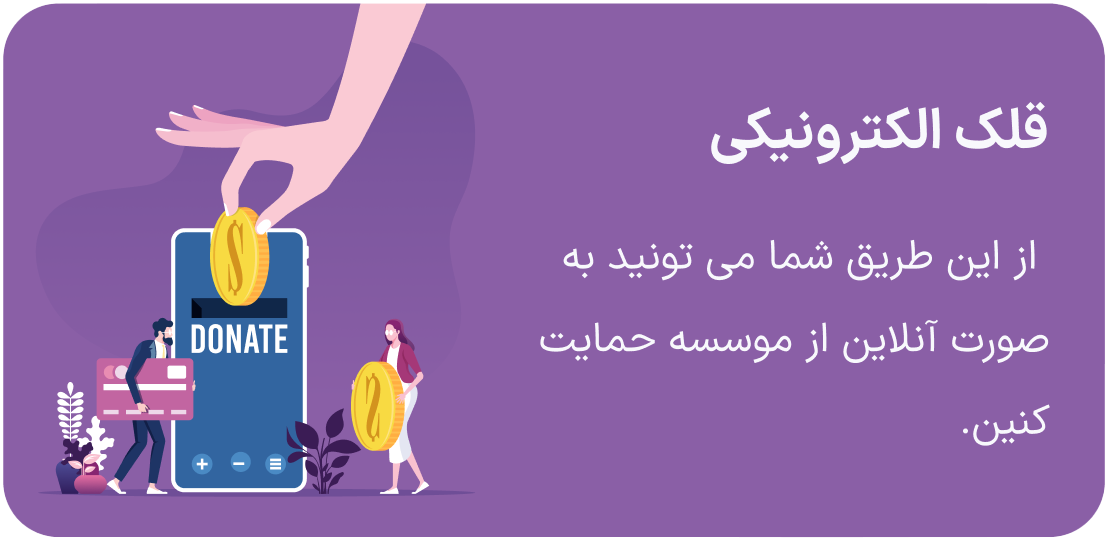 قلک الکترونیکی
از این طریق شما می تونید به
صورت آنلاین از موسسه حمایت
کنین.
DONATE